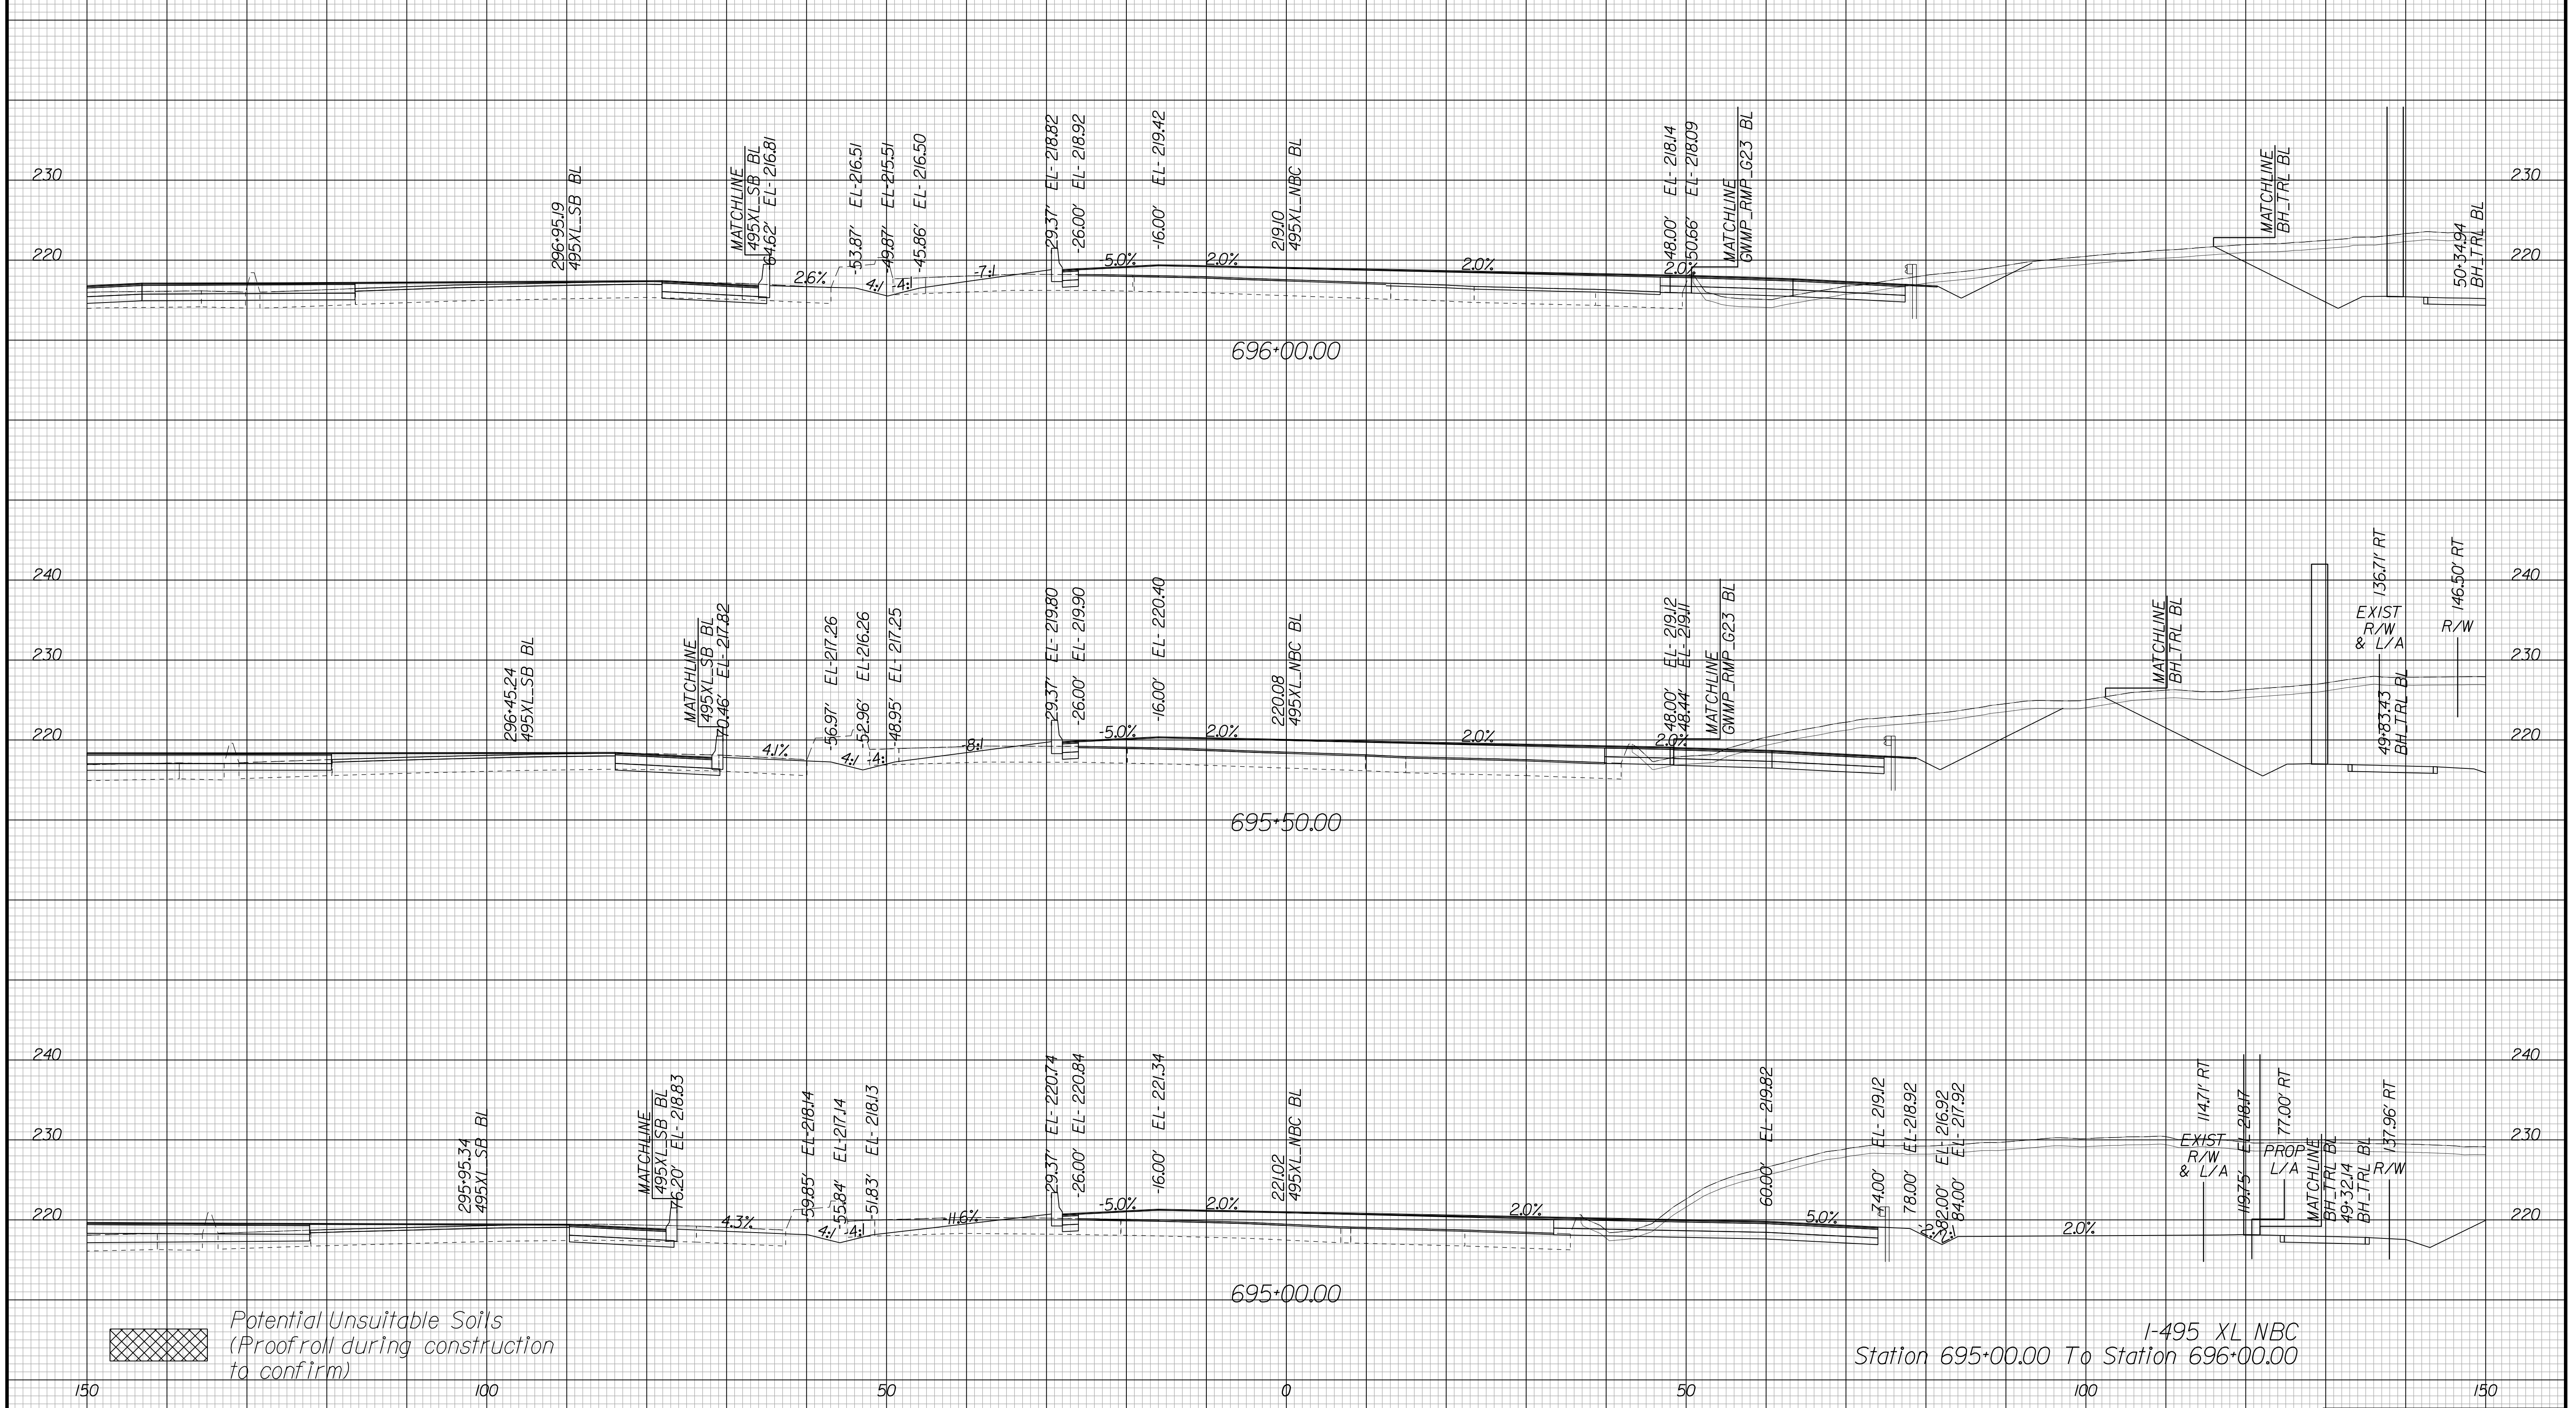 230
296+95.19
495XL_SB BL
MATCHLINE
495XL_SB BL
64.62' EL- 216.81
2.6%
-53.87' EL-216.51
4:1
-49.87' EL-215.51
-4:1
-45.86' EL- 216.50
-7:1
29.37' EL- 218.82
26.00' EL- 218.92
-5.0%
-16.00' EL- 219.42
2.0%
219.10
495XL_NBC BL
2.0%
48.00' EL- 218.14
50.66' EL- 218.09
2.0%
MATCHLINE
GWMP_RMP_G23 BL
MATCHLINE
BH_TRL BL
50+34.94
BH_TRL BL
230
220
220
696+00.00
240
240
230
230
220
220
296+45.24
495XL_SB BL
MATCHLINE
495XL_SB BL
70.46' EL- 217.82
4.1%
-56.97' EL-217.26
4:1
-52.96' EL-216.26
-48.95' EL- 217.25
-8:1
29.37' EL- 219.80
-26.00' EL- 219.90
-5.0%
-16.00' EL- 220.40
2.0%
220.08
495XL_NBC BL
2.0%
48.00' EL- 219.12
48.44' EL- 219.11
2.0%
MATCHLINE
GWMP_RMP_G23 BL
MATCHLINE
BH_TRL BL
136.71' RT
EXIST
R/W
& L/A
49+83.43
BH_TRL BL
146.50' RT
R/W
695+50.00
240
240
230
230
220
220
295+95.34
495XL_SB BL
MATCHLINE
495XL_SB BL
76.20' EL- 218.83
4.3%
-59.85' EL-218.14
4:1
-55.84' EL-217.14
-4:1
-51.83' EL- 218.13
-11.6%
29.37' EL- 220.74
-26.00' EL- 220.84
-5.0%
-16.00' EL- 221.34
2.0%
221.02
495XL_NBC BL
2.0%
60.00' EL- 219.82
5.0%
74.00' EL- 219.12
78.00' EL-218.92
82.00' EL- 216.92
84.00' EL- 217.92
2.0%
114.71' RT
EXIST
R/W
& L/A
119.75' EL-218.17
77.00' RT
PROP
L/A
MATCHLINE
BH_TRL BL
49+32.14
BH_TRL BL
137.96' RT
R/W
695+00.00
Potential Unsuitable Soils
(Proofroll during construction
to confirm)
I-495 XL NBC
Station 695+00.00 To Station 696+00.00
150 100 50 0 50 100 150